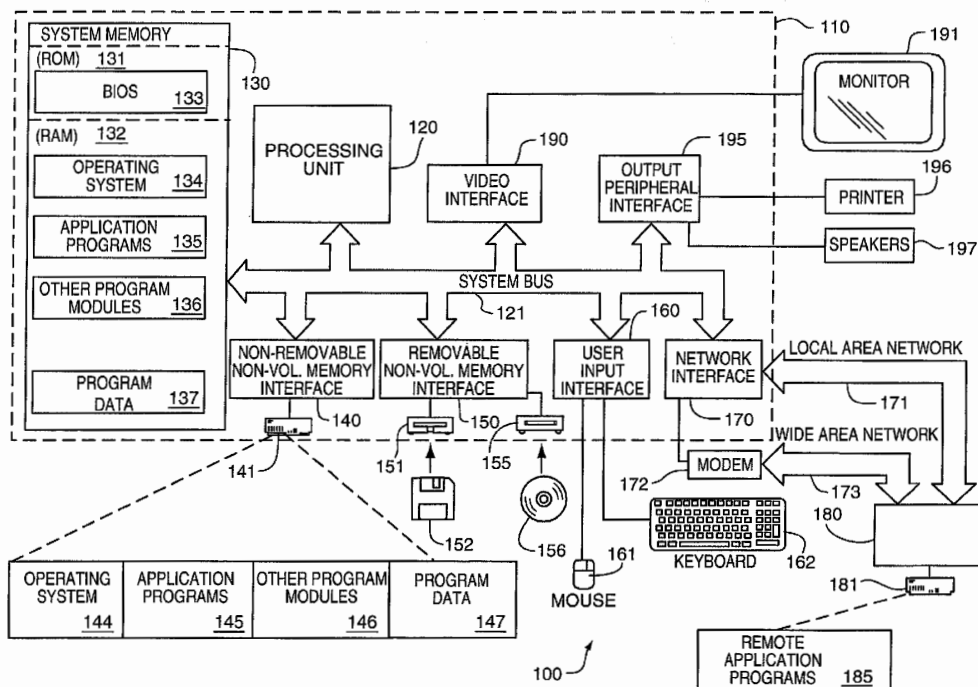 SYSTEM MEMORY
(ROM) 131
BIOS 133
(RAM) 132
OPERATING
SYSTEM 134
APPLICATION
PROGRAMS 135
OTHER PROGRAM
MODULES 136
PROGRAM
DATA 137
130
PROCESSING
UNIT
120
190
VIDEO
INTERFACE
195
OUTPUT
PERIPHERAL
INTERFACE
110
191
MONITOR
196
PRINTER
SPEAKERS
197
SYSTEM BUS
121
NON-REMOVABLE
NON-VOL. MEMORY
INTERFACE
140
REMOVABLE
NON-VOL. MEMORY
INTERFACE
150
160
USER
INPUT
INTERFACE
NETWORK
INTERFACE
170
LOCAL AREA NETWORK
171
WIDE AREA NETWORK
MODEM
172
173
141
151
155
152
156
161
MOUSE
KEYBOARD
162
180
181
OPERATING
SYSTEM
144
APPLICATION
PROGRAMS
145
OTHER PROGRAM
MODULES
146
PROGRAM
DATA
147
100
REMOTE
APPLICATION
PROGRAMS 185